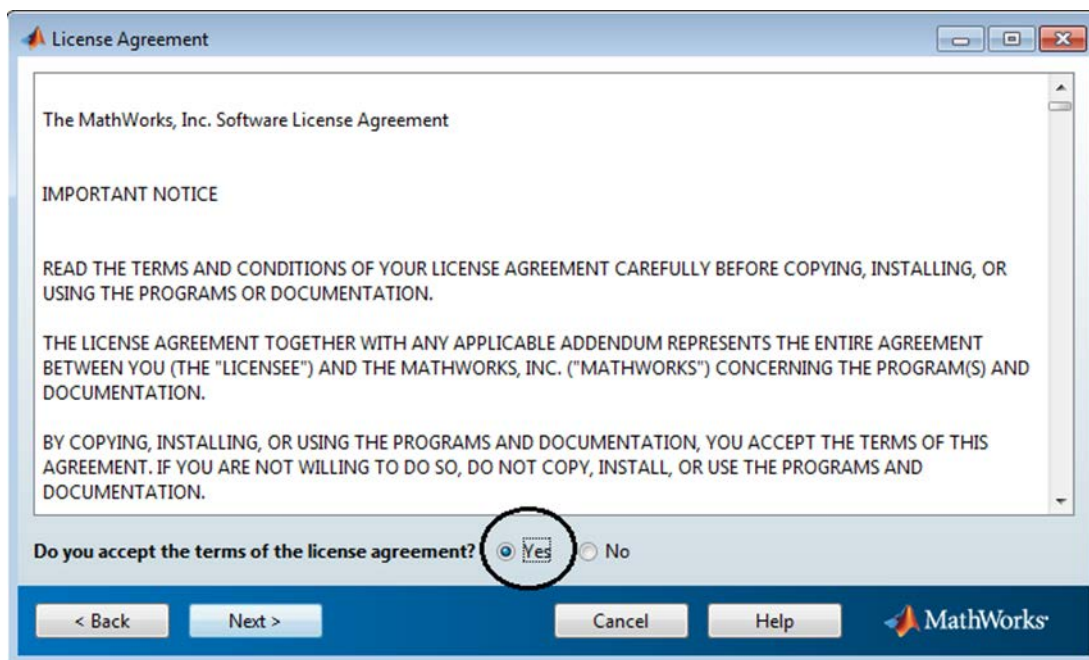 License Agreement
The MathWorks, Inc. Software License Agreement
IMPORTANT NOTICE
READ THE TERMS AND CONDITIONS OF YOUR LICENSE AGREEMENT CAREFULLY BEFORE COPYING, INSTALLING, OR
USING THE PROGRAMS OR DOCUMENTATION.
THE LICENSE AGREEMENT TOGETHER WITH ANY APPLICABLE ADDENDUM REPRESENTS THE ENTIRE AGREEMENT
BETWEEN YOU (THE "LICENSEE") AND THE MATHWORKS, INC. ("MATHWORKS") CONCERNING THE PROGRAM(S) AND
DOCUMENTATION.
BY COPYING, INSTALLING, OR USING THE PROGRAMS AND DOCUMENTATION, YOU ACCEPT THE TERMS OF THIS
AGREEMENT. IF YOU ARE NOT WILLING TO DO SO, DO NOT COPY, INSTALL, OR USE THE PROGRAMS AND
DOCUMENTATION.
Do you accept the terms of the license agreement? Yes No
< Back Next > Cancel Help MathWorks®